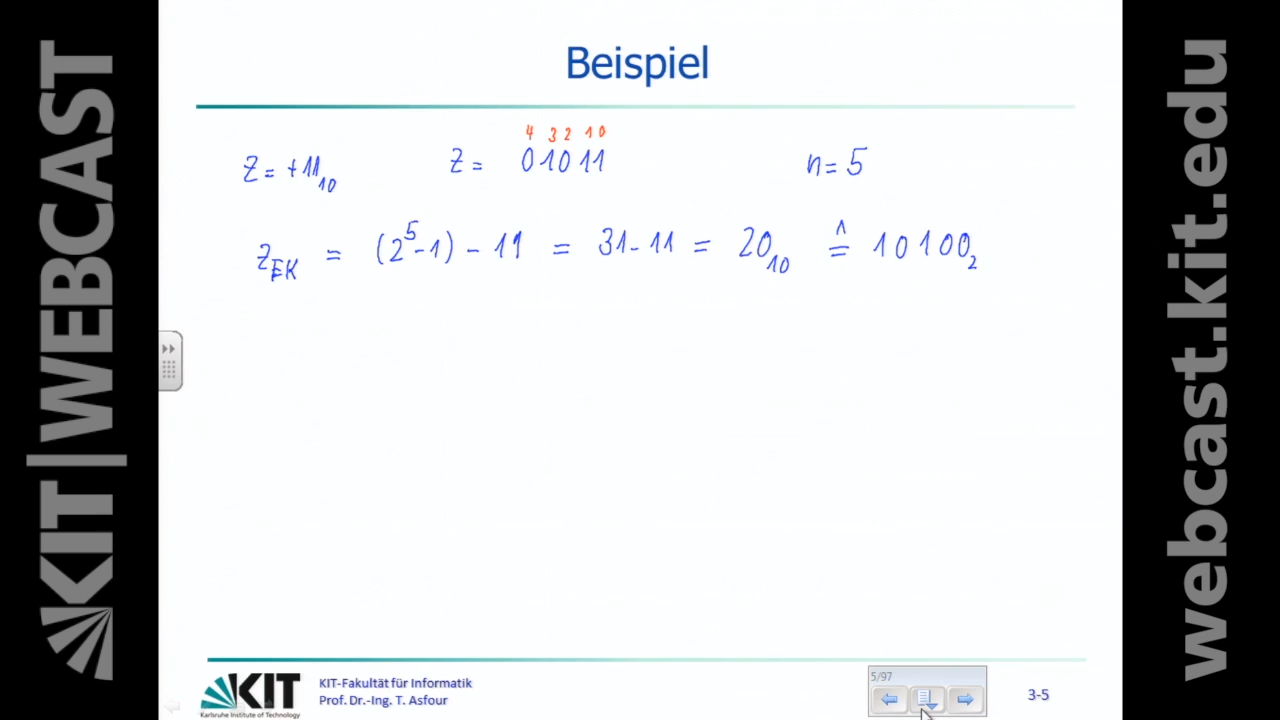 KIT|WEBCAST
Beispiel
4 3 2 1 0
Z = +11₁₀ Z = 01011 n = 5
Z_EK = (2⁵-1) - 11 = 31 - 11 = 20₁₀ ≙ 10100₂
KIT
Karlsruhe Institute of Technology
KIT-Fakultät für Informatik
Prof. Dr.-Ing. T. Asfour
5/97
3-5
webcast.kit.edu